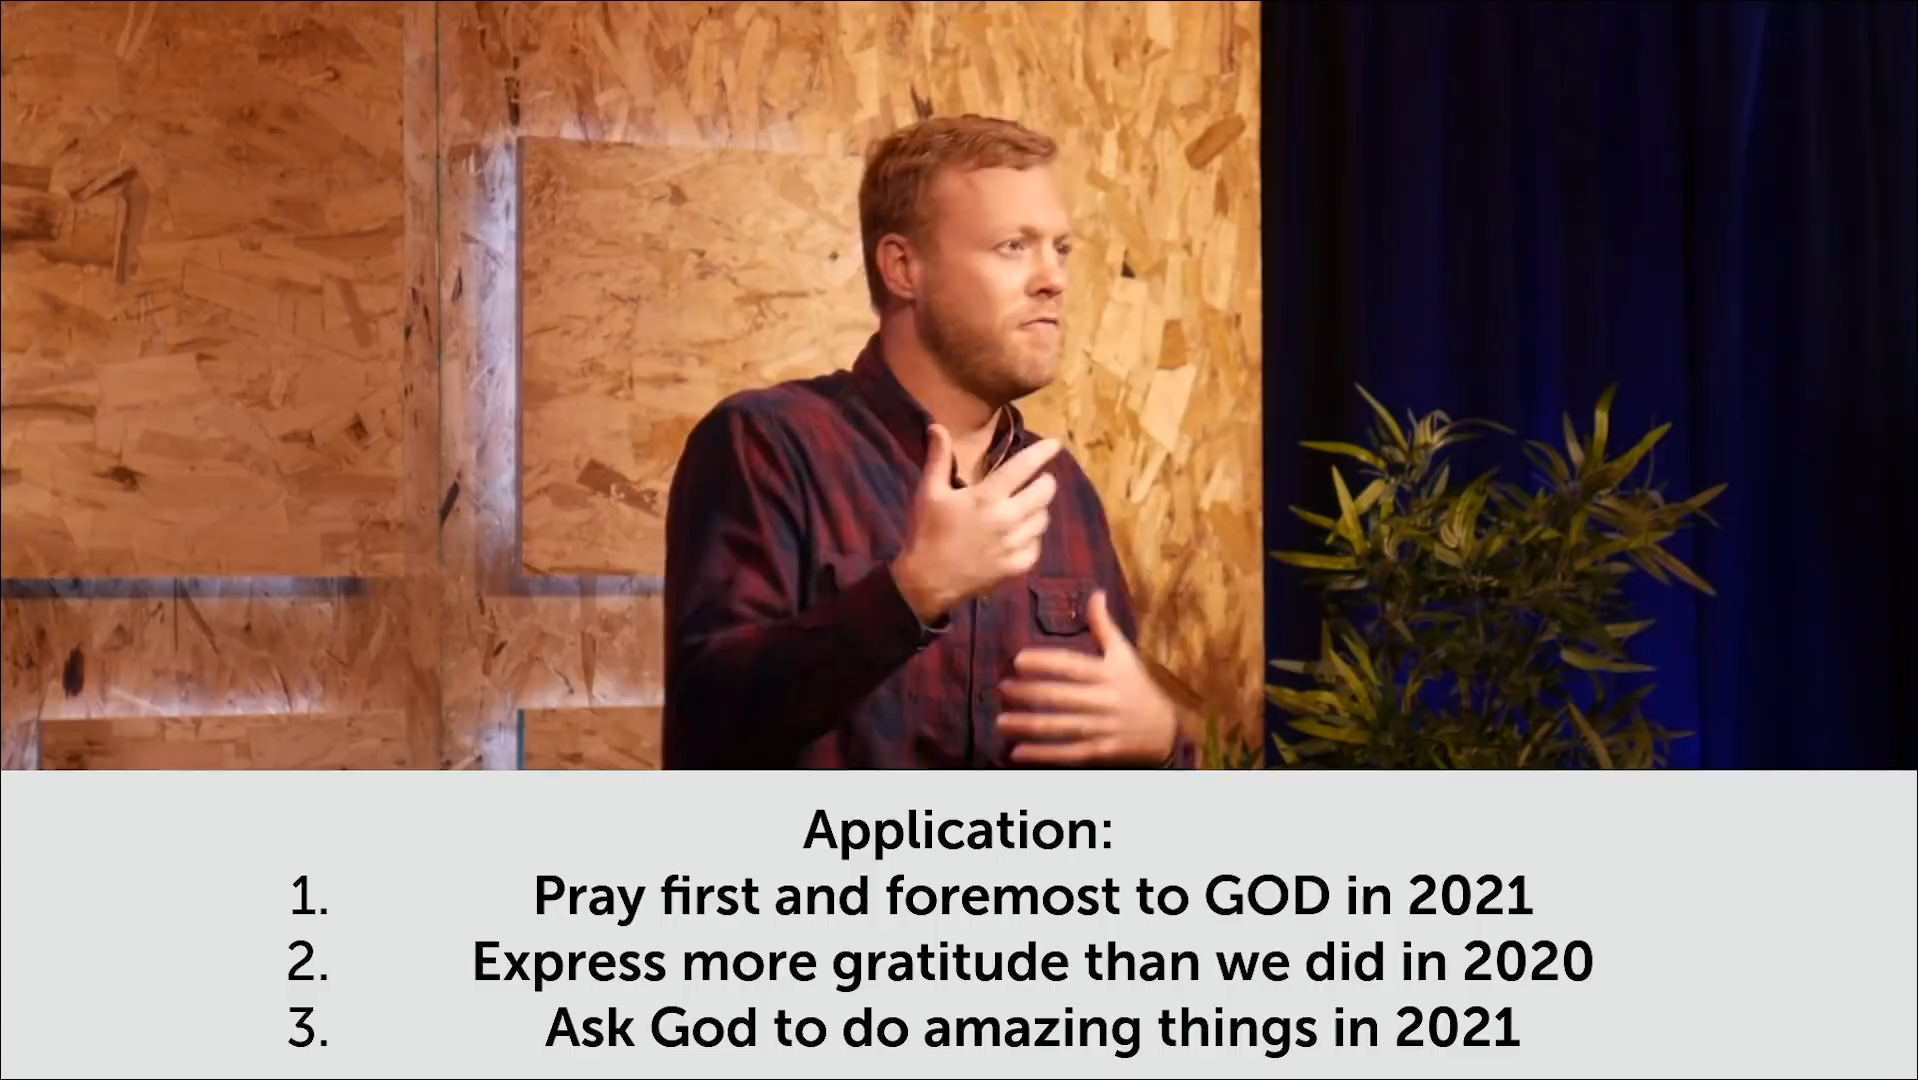 Application:
1. Pray first and foremost to GOD in 2021
2. Express more gratitude than we did in 2020
3. Ask God to do amazing things in 2021